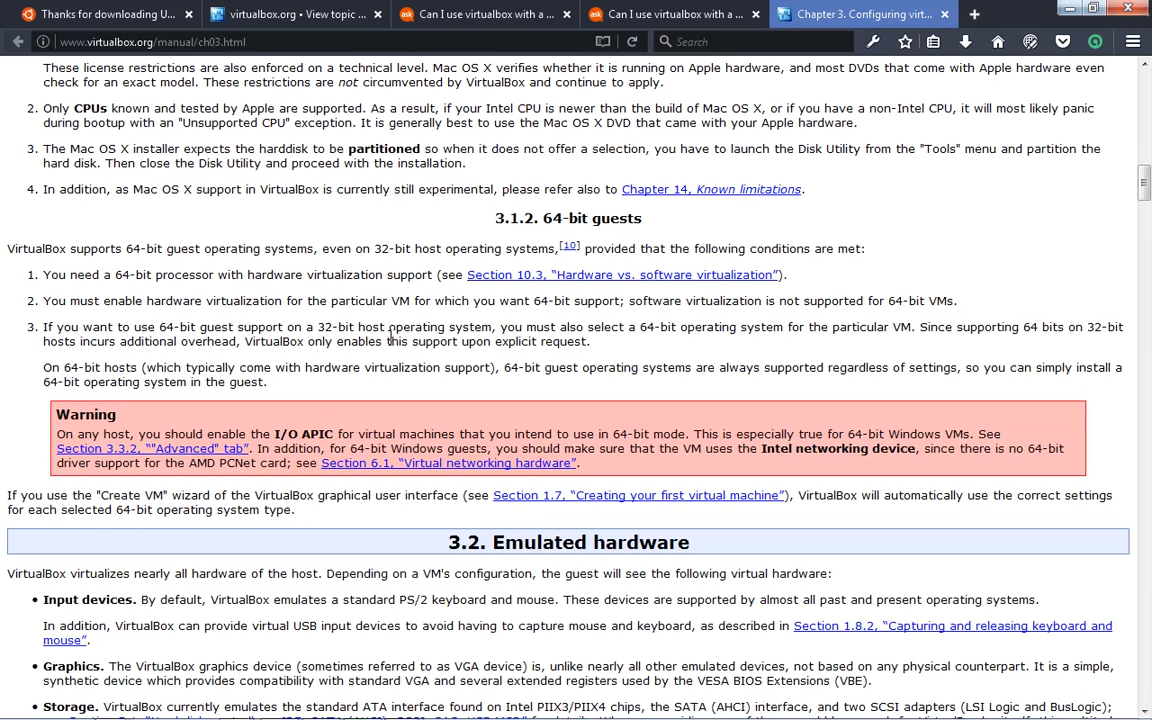 Thanks for downloading U...
virtualbox.org • View topic ...
Can I use virtualbox with a ...
Can I use virtualbox with a ...
Chapter 3. Configuring virt...
www.virtualbox.org/manual/ch03.html
Search
These license restrictions are also enforced on a technical level. Mac OS X verifies whether it is running on Apple hardware, and most DVDs that come with Apple hardware even
check for an exact model. These restrictions are not circumvented by VirtualBox and continue to apply.
2. Only CPUs known and tested by Apple are supported. As a result, if your Intel CPU is newer than the build of Mac OS X, or if you have a non-Intel CPU, it will most likely panic
during bootup with an "Unsupported CPU" exception. It is generally best to use the Mac OS X DVD that came with your Apple hardware.
3. The Mac OS X installer expects the harddisk to be partitioned so when it does not offer a selection, you have to launch the Disk Utility from the "Tools" menu and partition the
hard disk. Then close the Disk Utility and proceed with the installation.
4. In addition, as Mac OS X support in VirtualBox is currently still experimental, please refer also to Chapter 14, Known limitations.
3.1.2. 64-bit guests
VirtualBox supports 64-bit guest operating systems, even on 32-bit host operating systems,[10] provided that the following conditions are met:
1. You need a 64-bit processor with hardware virtualization support (see Section 10.3, “Hardware vs. software virtualization”).
2. You must enable hardware virtualization for the particular VM for which you want 64-bit support; software virtualization is not supported for 64-bit VMs.
3. If you want to use 64-bit guest support on a 32-bit host operating system, you must also select a 64-bit operating system for the particular VM. Since supporting 64 bits on 32-bit
hosts incurs additional overhead, VirtualBox only enables this support upon explicit request.
On 64-bit hosts (which typically come with hardware virtualization support), 64-bit guest operating systems are always supported regardless of settings, so you can simply install a
64-bit operating system in the guest.
Warning
On any host, you should enable the I/O APIC for virtual machines that you intend to use in 64-bit mode. This is especially true for 64-bit Windows VMs. See
Section 3.3.2, “"Advanced" tab”. In addition, for 64-bit Windows guests, you should make sure that the VM uses the Intel networking device, since there is no 64-bit
driver support for the AMD PCNet card; see Section 6.1, “Virtual networking hardware”.
If you use the "Create VM" wizard of the VirtualBox graphical user interface (see Section 1.7, “Creating your first virtual machine”), VirtualBox will automatically use the correct settings
for each selected 64-bit operating system type.
3.2. Emulated hardware
VirtualBox virtualizes nearly all hardware of the host. Depending on a VM's configuration, the guest will see the following virtual hardware:
• Input devices. By default, VirtualBox emulates a standard PS/2 keyboard and mouse. These devices are supported by almost all past and present operating systems.
In addition, VirtualBox can provide virtual USB input devices to avoid having to capture mouse and keyboard, as described in Section 1.8.2, “Capturing and releasing keyboard and
mouse”.
• Graphics. The VirtualBox graphics device (sometimes referred to as VGA device) is, unlike nearly all other emulated devices, not based on any physical counterpart. It is a simple,
synthetic device which provides compatibility with standard VGA and several extended registers used by the VESA BIOS Extensions (VBE).
• Storage. VirtualBox currently emulates the standard ATA interface found on Intel PIIX3/PIIX4 chips, the SATA (AHCI) interface, and two SCSI adapters (LSI Logic and BusLogic);